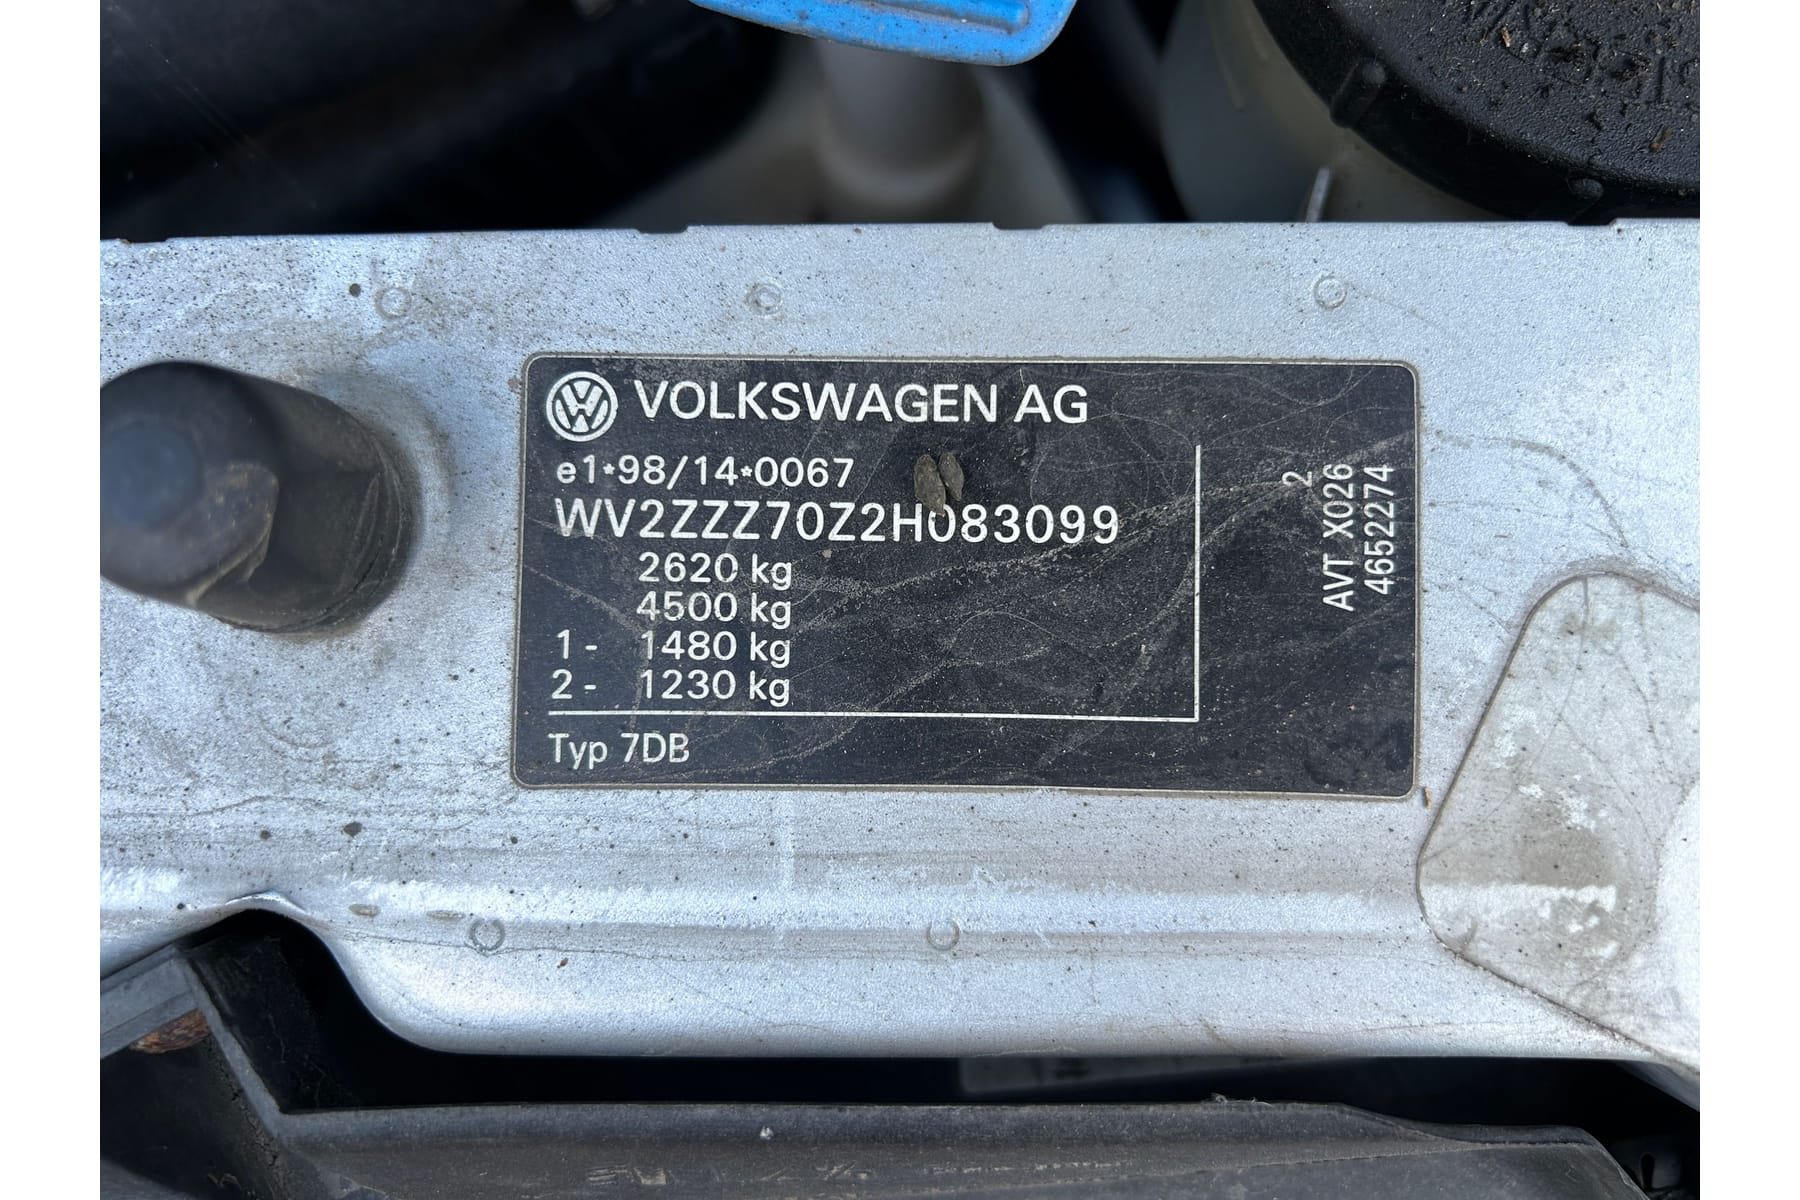 VOLKSWAGEN AG
e1*98/14*0067
WV2ZZZ70Z2H083099
2620 kg
4500 kg
1- 1480 kg
2- 1230 kg
Typ 7DB
2
AVT X026
4652274